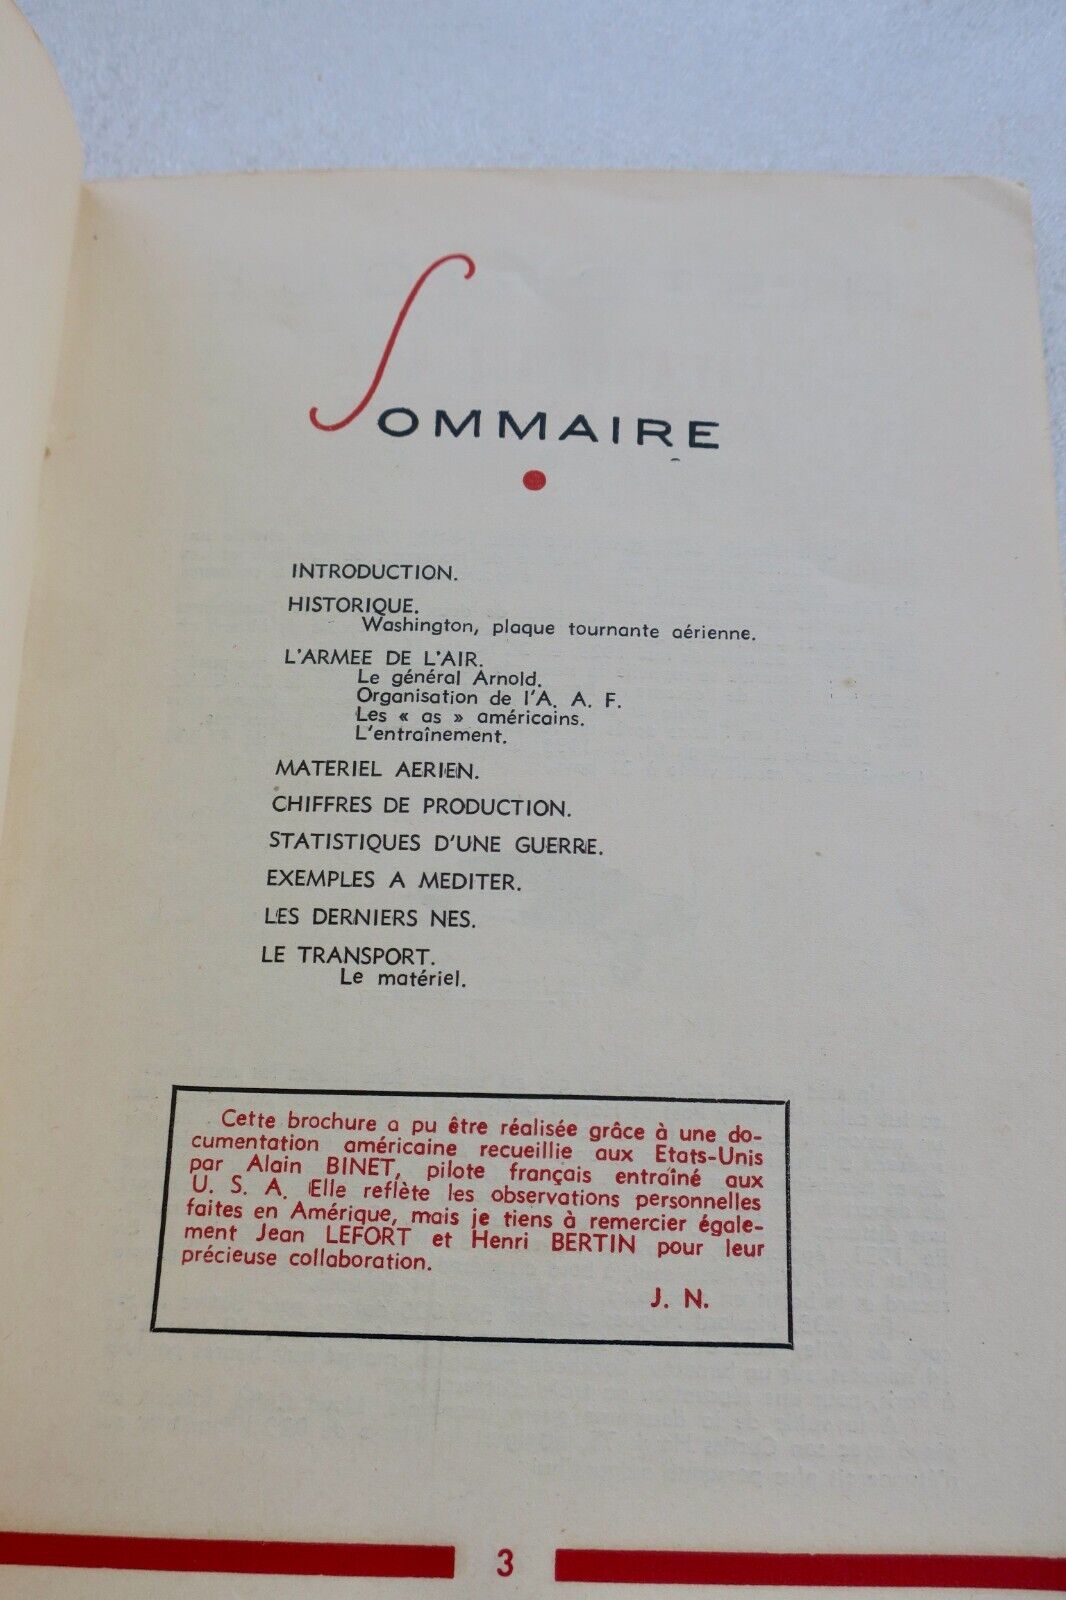 SOMMAIRE
INTRODUCTION.
HISTORIQUE.
Washington, plaque tournante aérienne.
L'ARMEE DE L'AIR.
Le général Arnold.
Organisation de l'A. A. F.
Les « as » américains.
L'entraînement.
MATERIEL AERIEN.
CHIFFRES DE PRODUCTION.
STATISTIQUES D'UNE GUERRE.
EXEMPLES A MEDITER.
LES DERNIERS NES.
LE TRANSPORT.
Le matériel.
Cette brochure a pu être réalisée grâce à une do-
cumentation américaine recueillie aux Etats-Unis
par Alain BINET, pilote français entraîné aux
U. S. A. Elle reflète les observations personnelles
faites en Amérique, mais je tiens à remercier égale-
ment Jean LEFORT et Henri BERTIN pour leur
précieuse collaboration.
J. N.
3